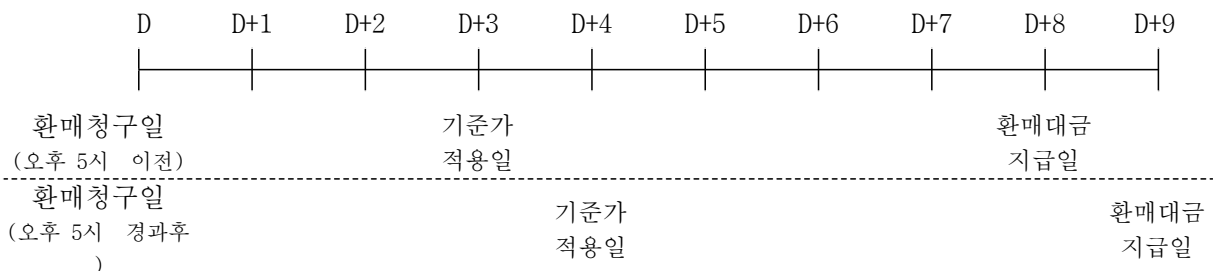 D D+1 D+2 D+3 D+4 D+5 D+6 D+7 D+8 D+9
환매청구일 기준가 환매대금
(오후 5시 이전) 적용일 지급일
환매청구일 기준가 환매대금
(오후 5시 경과후 적용일 지급일
)